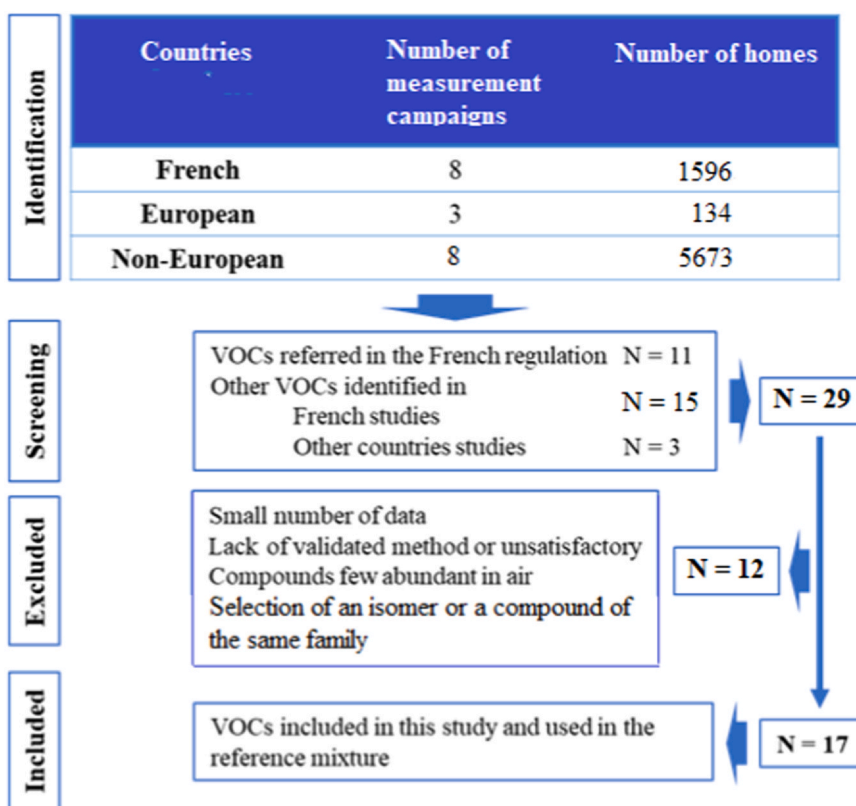 Identification
Countries
Number of measurement campaigns
Number of homes
French 8 1596
European 3 134
Non-European 8 5673
Screening
VOCs referred in the French regulation N = 11
Other VOCs identified in
French studies N = 15
Other countries studies N = 3
N = 29
Excluded
Small number of data
Lack of validated method or unsatisfactory
Compounds few abundant in air
Selection of an isomer or a compound of
the same family
N = 12
Included
VOCs included in this study and used in the
reference mixture
N = 17